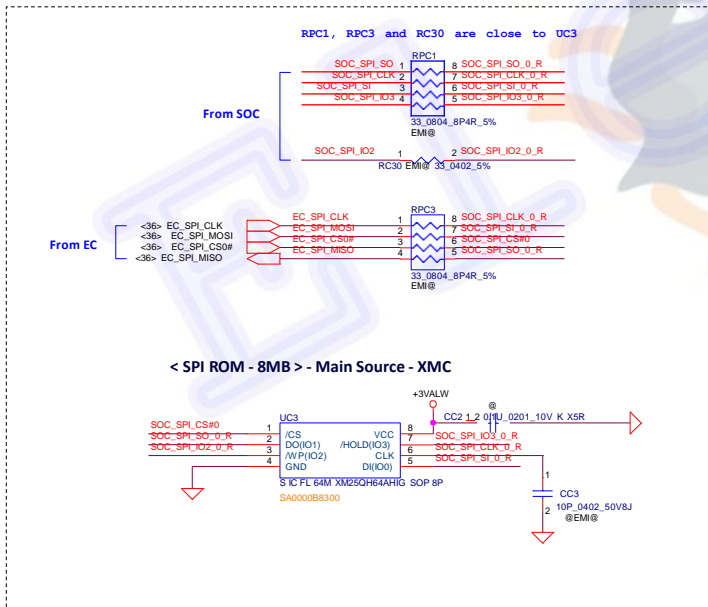 RPC1, RPC3 and RC30 are close to UC3
RPC1
SOC_SPI_SO 1 8 SOC_SPI_SO_0_R
SOC_SPI_CLK 2 7 SOC_SPI_CLK_0_R
SOC_SPI_SI 3 6 SOC_SPI_SI_0_R
SOC_SPI_IO3 4 5 SOC_SPI_IO3_0_R
From SOC
33_0804_8P4R_5%
EMI@
SOC_SPI_IO2 1 2 SOC_SPI_IO2_0_R
RC30 EMI@ 33_0402_5%
RPC3
<36> EC_SPI_CLK EC_SPI_CLK 1 8 SOC_SPI_CLK_0_R
<36> EC_SPI_MOSI EC_SPI_MOSI 2 7 SOC_SPI_SI_0_R
From EC
<36> EC_SPI_CS0# EC_SPI_CS0# 3 6 SOC_SPI_CS#0
<36> EC_SPI_MISO EC_SPI_MISO 4 5 SOC_SPI_SO_0_R
33_0804_8P4R_5%
EMI@
< SPI ROM - 8MB > - Main Source - XMC
+3VALW
@
UC3
CC2 1 2 0.1U_0201_10V K X5R
SOC_SPI_CS#0 1 /CS VCC 8
SOC_SPI_SO_0_R 2 DO(IO1) /HOLD(IO3) 7 SOC_SPI_IO3_0_R
SOC_SPI_IO2_0_R 3 /WP(IO2) CLK 6 SOC_SPI_CLK_0_R
4 GND DI(IO0) 5 SOC_SPI_SI_0_R
S IC FL 64M XM25QH64AHIG SOP 8P
SA0000B8300
1
CC3
2 10P_0402_50V8J
@EMI@